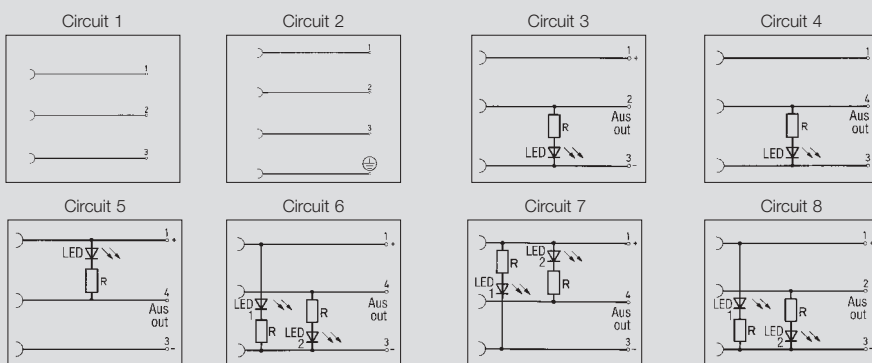 Circuit 1
1
2
3
Circuit 2
1
2
3
Circuit 3
1
+
2
Aus
out
R
LED
3
-
Circuit 4
1
4
Aus
out
R
LED
3
Circuit 5
1
+
LED
R
4
Aus
out
3
-
Circuit 6
1
+
4
Aus
out
LED
1
R
R
LED
2
3
-
Circuit 7
1
+
LED
2
R
LED
1
R
4
Aus
out
3
-
Circuit 8
1
+
2
Aus
out
LED
1
R
R
LED
2
3
-